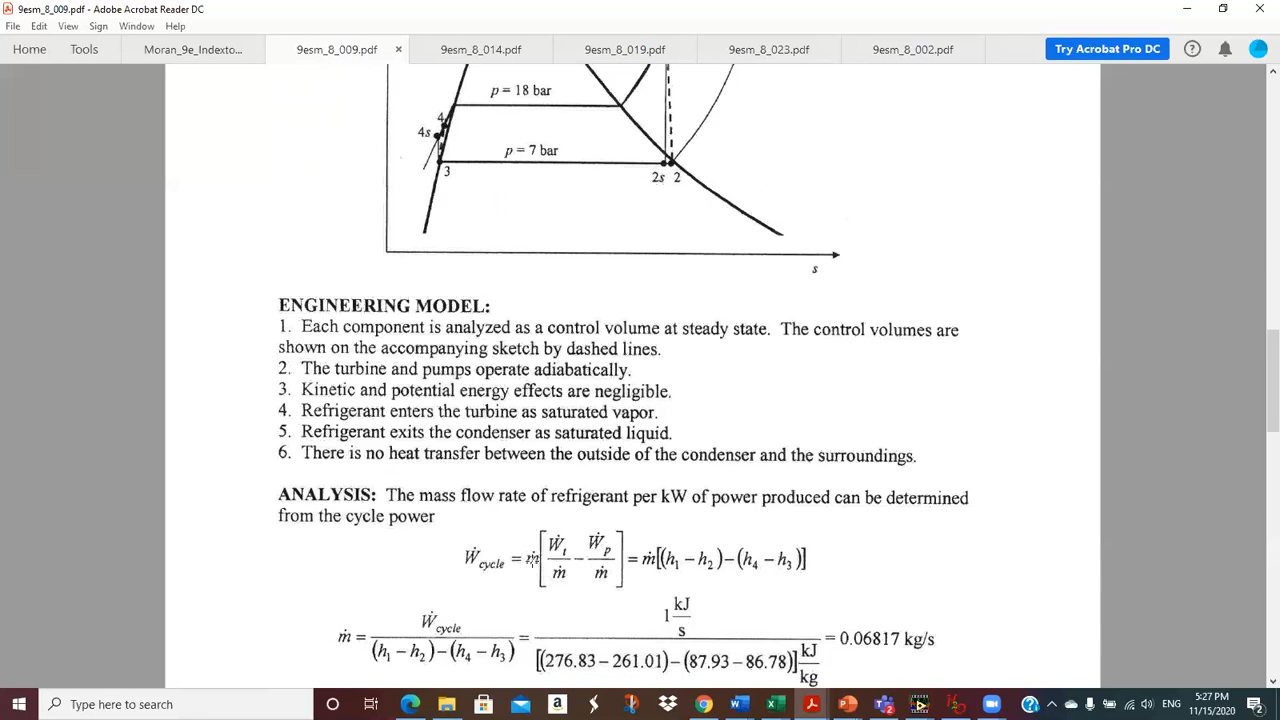 9esm_8_009.pdf - Adobe Acrobat Reader DC
File Edit View Sign Window Help
Home Tools Moran_9e_Indexto... 9esm_8_009.pdf × 9esm_8_014.pdf 9esm_8_019.pdf 9esm_8_023.pdf 9esm_8_002.pdf Try Acrobat Pro DC
p = 18 bar
4
4s
p = 7 bar
3
2s 2
s
ENGINEERING MODEL:
1. Each component is analyzed as a control volume at steady state. The control volumes are
shown on the accompanying sketch by dashed lines.
2. The turbine and pumps operate adiabatically.
3. Kinetic and potential energy effects are negligible.
4. Refrigerant enters the turbine as saturated vapor.
5. Refrigerant exits the condenser as saturated liquid.
6. There is no heat transfer between the outside of the condenser and the surroundings.
ANALYSIS: The mass flow rate of refrigerant per kW of power produced can be determined
from the cycle power
Ẇcycle = ṁ[Ẇt/ṁ − Ẇp/ṁ] = ṁ[(h1 − h2) − (h4 − h3)]
ṁ = Ẇcycle/((h1 − h2) − (h4 − h3)) = 1 kJ/s / [(276.83 − 261.01) − (87.93 − 86.78)] kJ/kg = 0.06817 kg/s
Type here to search
ENG
5:27 PM
11/15/2020